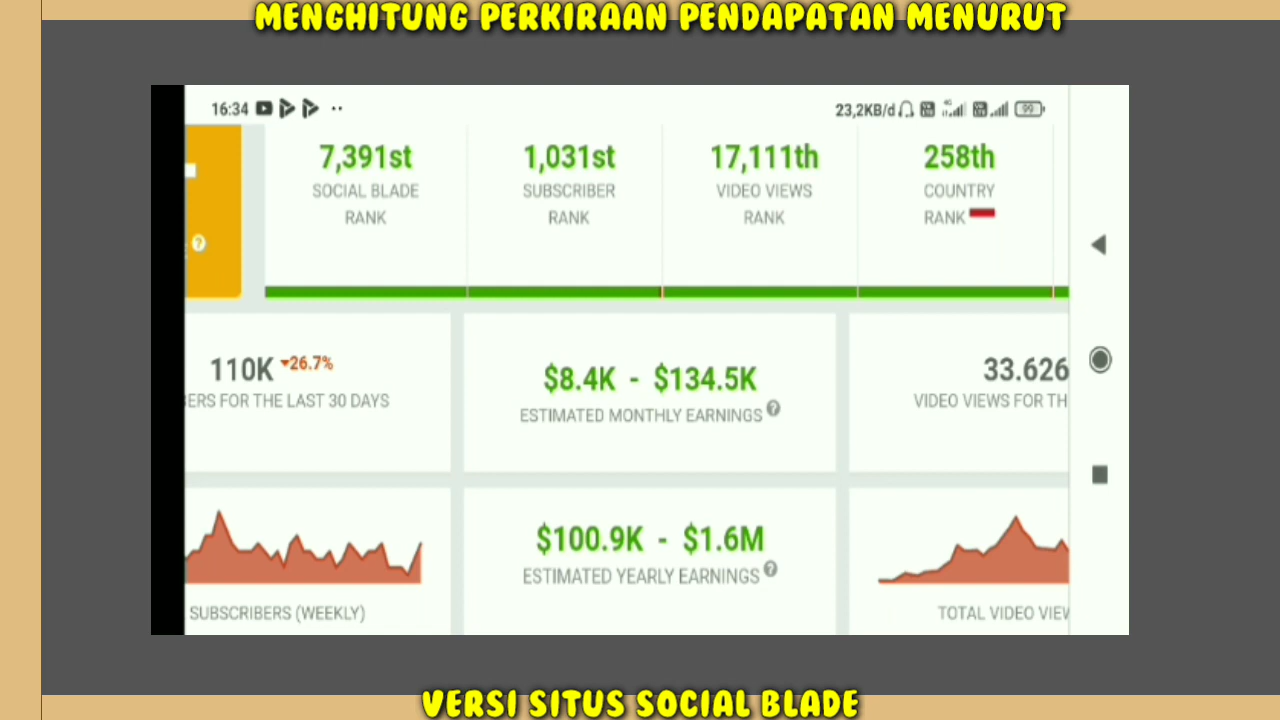 MENGHITUNG PERKIRAAN PENDAPATAN MENURUT
16:34 23,2KB/d 4G 99
7,391st 1,031st 17,111th 258th
SOCIAL BLADE SUBSCRIBER VIDEO VIEWS COUNTRY
RANK RANK RANK RANK
110K 26.7% $8.4K - $134.5K 33.626
ERS FOR THE LAST 30 DAYS ESTIMATED MONTHLY EARNINGS ? VIDEO VIEWS FOR TH
$100.9K - $1.6M
ESTIMATED YEARLY EARNINGS ?
SUBSCRIBERS (WEEKLY) TOTAL VIDEO VIEW
VERSI SITUS SOCIAL BLADE